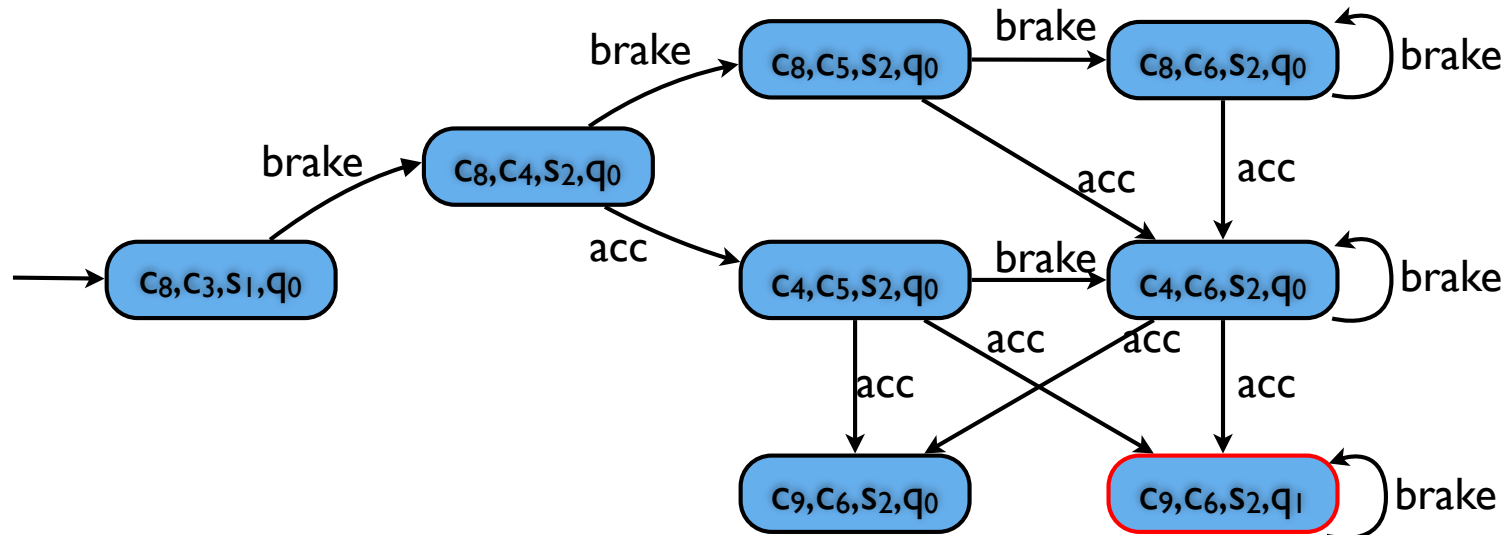 brake
brake
brake
c8,c5,s2,q0
c8,c6,s2,q0
brake
c8,c4,s2,q0
acc
acc
acc
brake
c8,c3,s1,q0
c4,c5,s2,q0
c4,c6,s2,q0
brake
acc
acc
acc
acc
c9,c6,s2,q0
c9,c6,s2,q1
brake